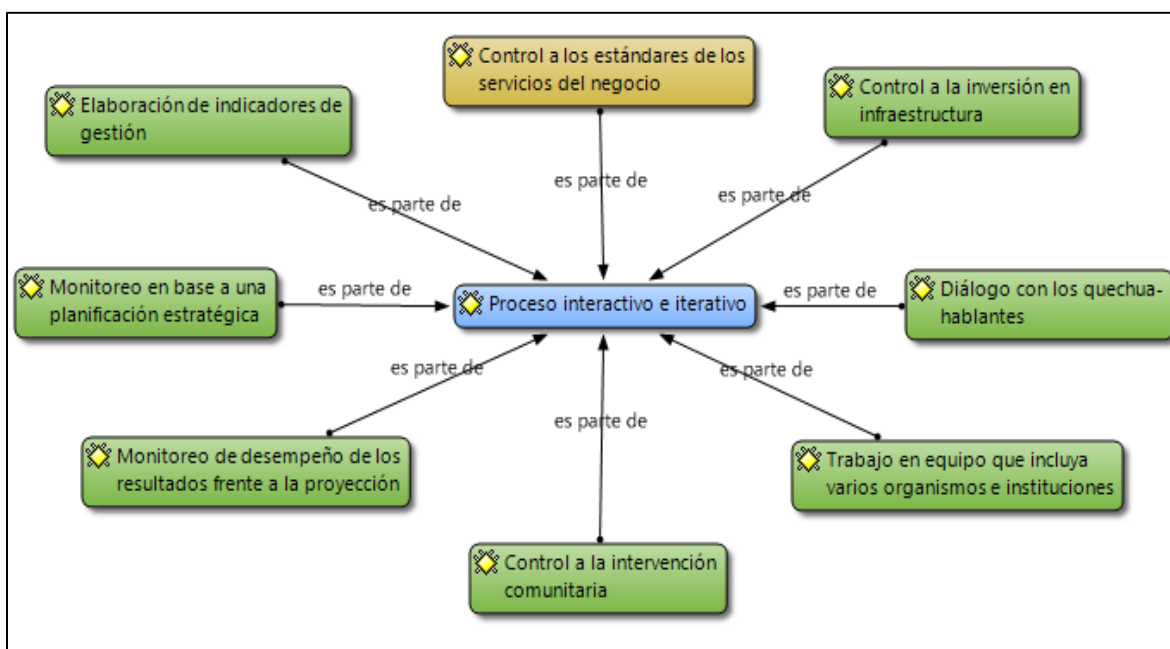 Control a los estándares de los
servicios del negocio
Elaboración de indicadores de
gestión
Control a la inversión en
infraestructura
es parte de
es parte de
es parte de
Monitoreo en base a una
planificación estratégica
es parte de
Proceso interactivo e iterativo
es parte de
Diálogo con los quechua-
hablantes
es parte de
es parte de
es parte de
Monitoreo de desempeño de los
resultados frente a la proyección
Trabajo en equipo que incluya
varios organismos e instituciones
Control a la intervención
comunitaria